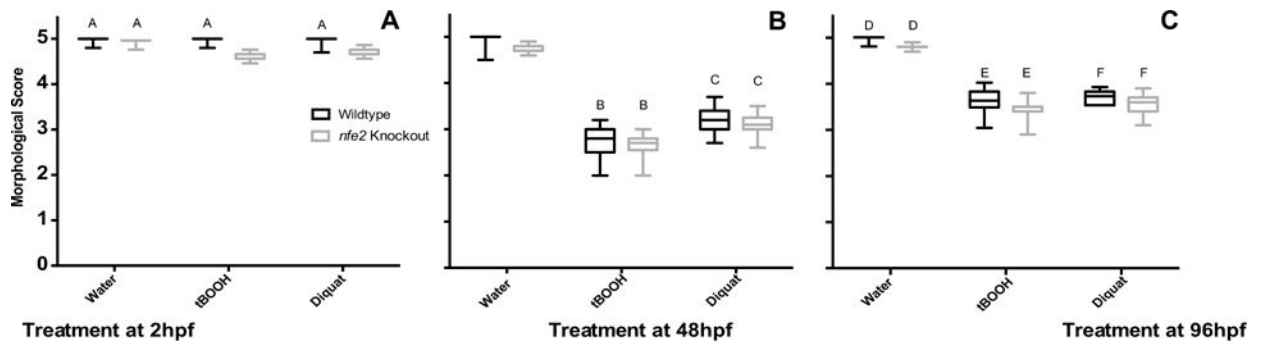 A
B
C
A A A A
D D
B B C C
E E F F
Morphological Score
5
4
3
2
1
0
Wildtype
nfe2 Knockout
Water tBOOH Diquat
Water tBOOH Diquat
Water tBOOH Diquat
Treatment at 2hpf
Treatment at 48hpf
Treatment at 96hpf